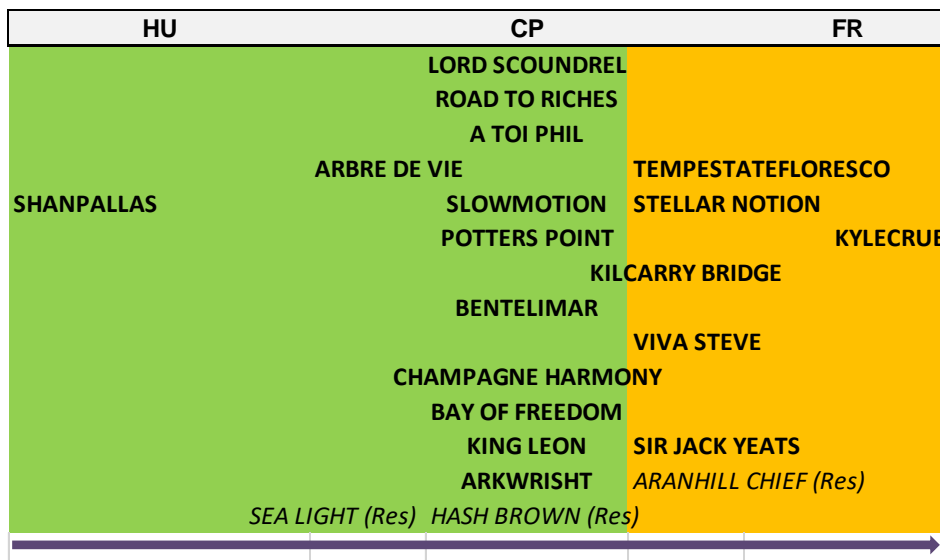 HU CP FR
LORD SCOUNDREL
ROAD TO RICHES
A TOI PHIL
ARBRE DE VIE TEMPESTATEFLORESCO
SHANPALLAS SLOWMOTION STELLAR NOTION
POTTERS POINT KYLECRUE
KILCARRY BRIDGE
BENTELIMAR
VIVA STEVE
CHAMPAGNE HARMONY
BAY OF FREEDOM
KING LEON SIR JACK YEATS
ARKWRISHT ARANHILL CHIEF (Res)
SEA LIGHT (Res) HASH BROWN (Res)